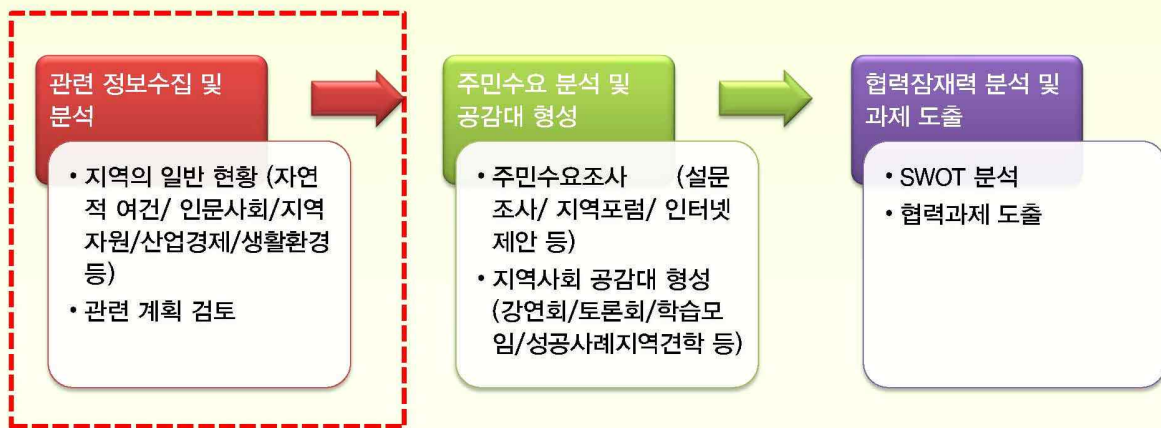 관련 정보수집 및
분석
• 지역의 일반 현황 (자연
적 여건/ 인문사회/지역
자원/산업경제/생활환경
등)
• 관련 계획 검토
주민수요 분석 및
공감대 형성
• 주민수요조사 (설문
조사/ 지역포럼/ 인터넷
제안 등)
• 지역사회 공감대 형성
(강연회/토론회/학습모
임/성공사례지역견학 등)
협력잠재력 분석 및
과제 도출
• SWOT 분석
• 협력과제 도출